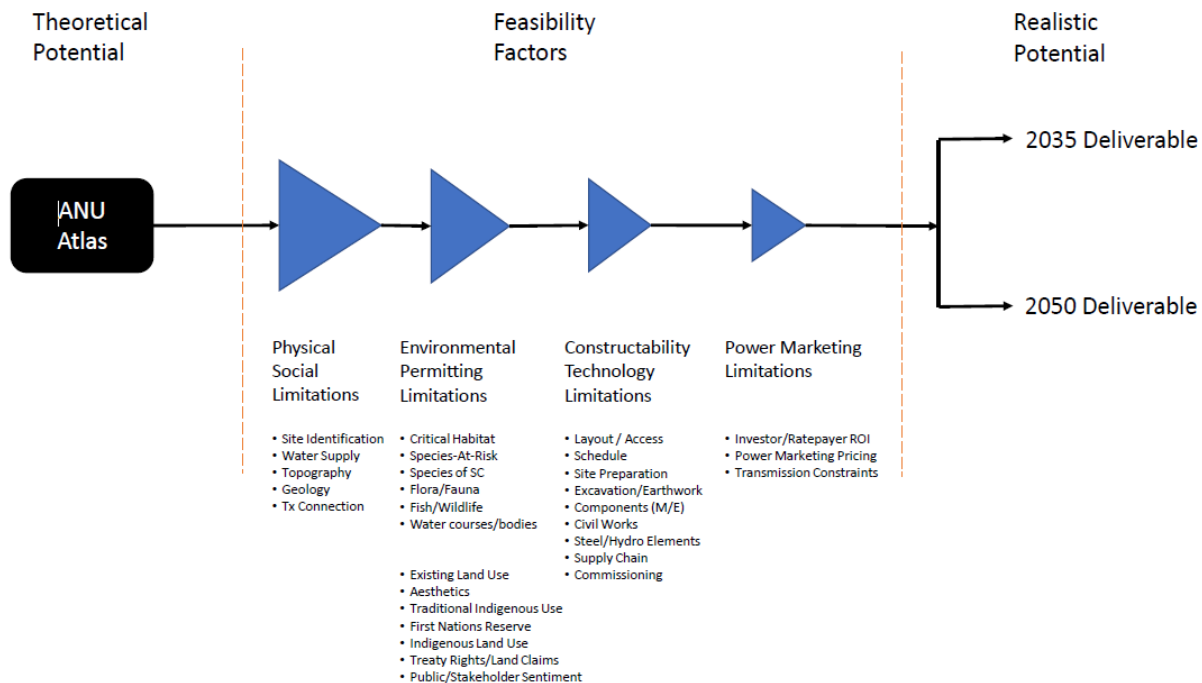 Theoretical
Potential
Feasibility
Factors
Realistic
Potential
ANU
Atlas
2035 Deliverable
2050 Deliverable
Physical
Social
Limitations
• Site Identification
• Water Supply
• Topography
• Geology
• Tx Connection
Environmental
Permitting
Limitations
• Critical Habitat
• Species-At-Risk
• Species of SC
• Flora/Fauna
• Fish/Wildlife
• Water courses/bodies
• Existing Land Use
• Aesthetics
• Traditional Indigenous Use
• First Nations Reserve
• Indigenous Land Use
• Treaty Rights/Land Claims
• Public/Stakeholder Sentiment
Constructability
Technology
Limitations
• Layout / Access
• Schedule
• Site Preparation
• Excavation/Earthwork
• Components (M/E)
• Civil Works
• Steel/Hydro Elements
• Supply Chain
• Commissioning
Power Marketing
Limitations
• Investor/Ratepayer ROI
• Power Marketing Pricing
• Transmission Constraints